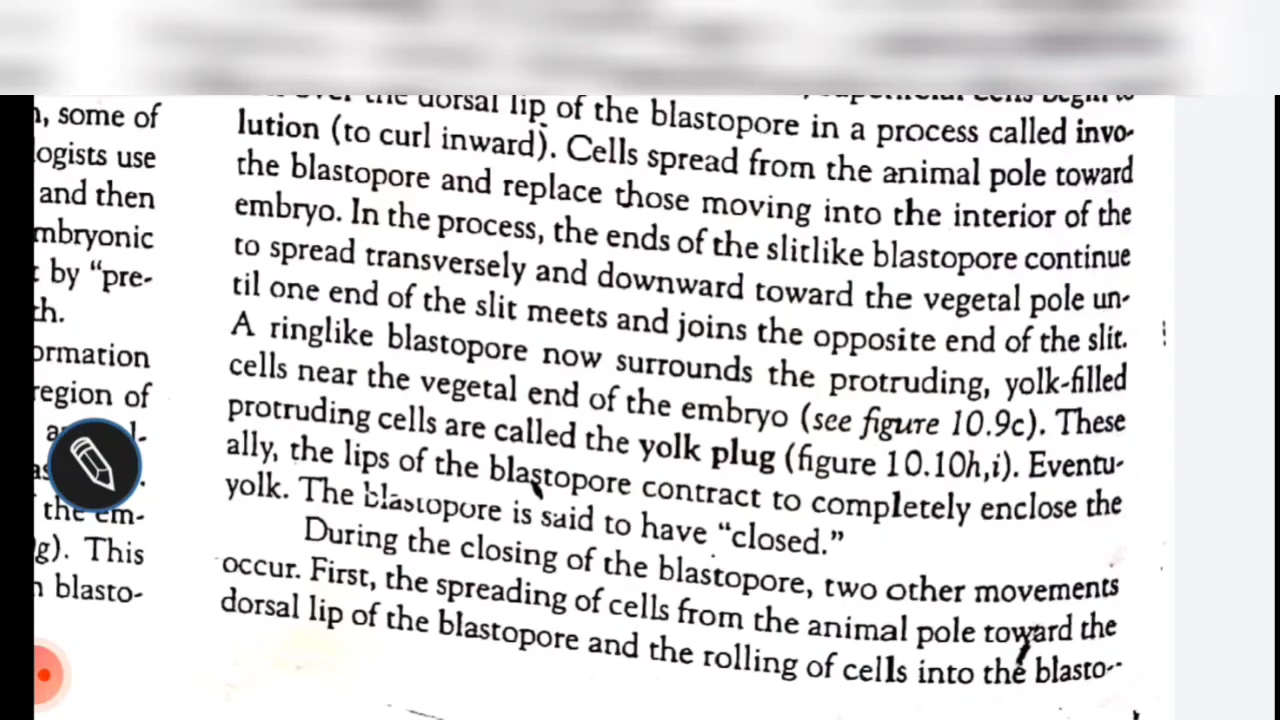 n, some of
logists use
and then
mbryonic
t by “pre-
th.
ormation
region of
the em-
g). This
n blasto-
over the dorsal lip of the blastopore in a process called invo-
lution (to curl inward). Cells spread from the animal pole toward
the blastopore and replace those moving into the interior of the
embryo. In the process, the ends of the slitlike blastopore continue
to spread transversely and downward toward the vegetal pole un-
til one end of the slit meets and joins the opposite end of the slit.
A ringlike blastopore now surrounds the protruding, yolk-filled
cells near the vegetal end of the embryo (see figure 10.9c). These
protruding cells are called the yolk plug (figure 10.10h,i). Eventu-
ally, the lips of the blastopore contract to completely enclose the
yolk. The blastopore is said to have “closed.”
During the closing of the blastopore, two other movements
occur. First, the spreading of cells from the animal pole toward the
dorsal lip of the blastopore and the rolling of cells into the blasto-